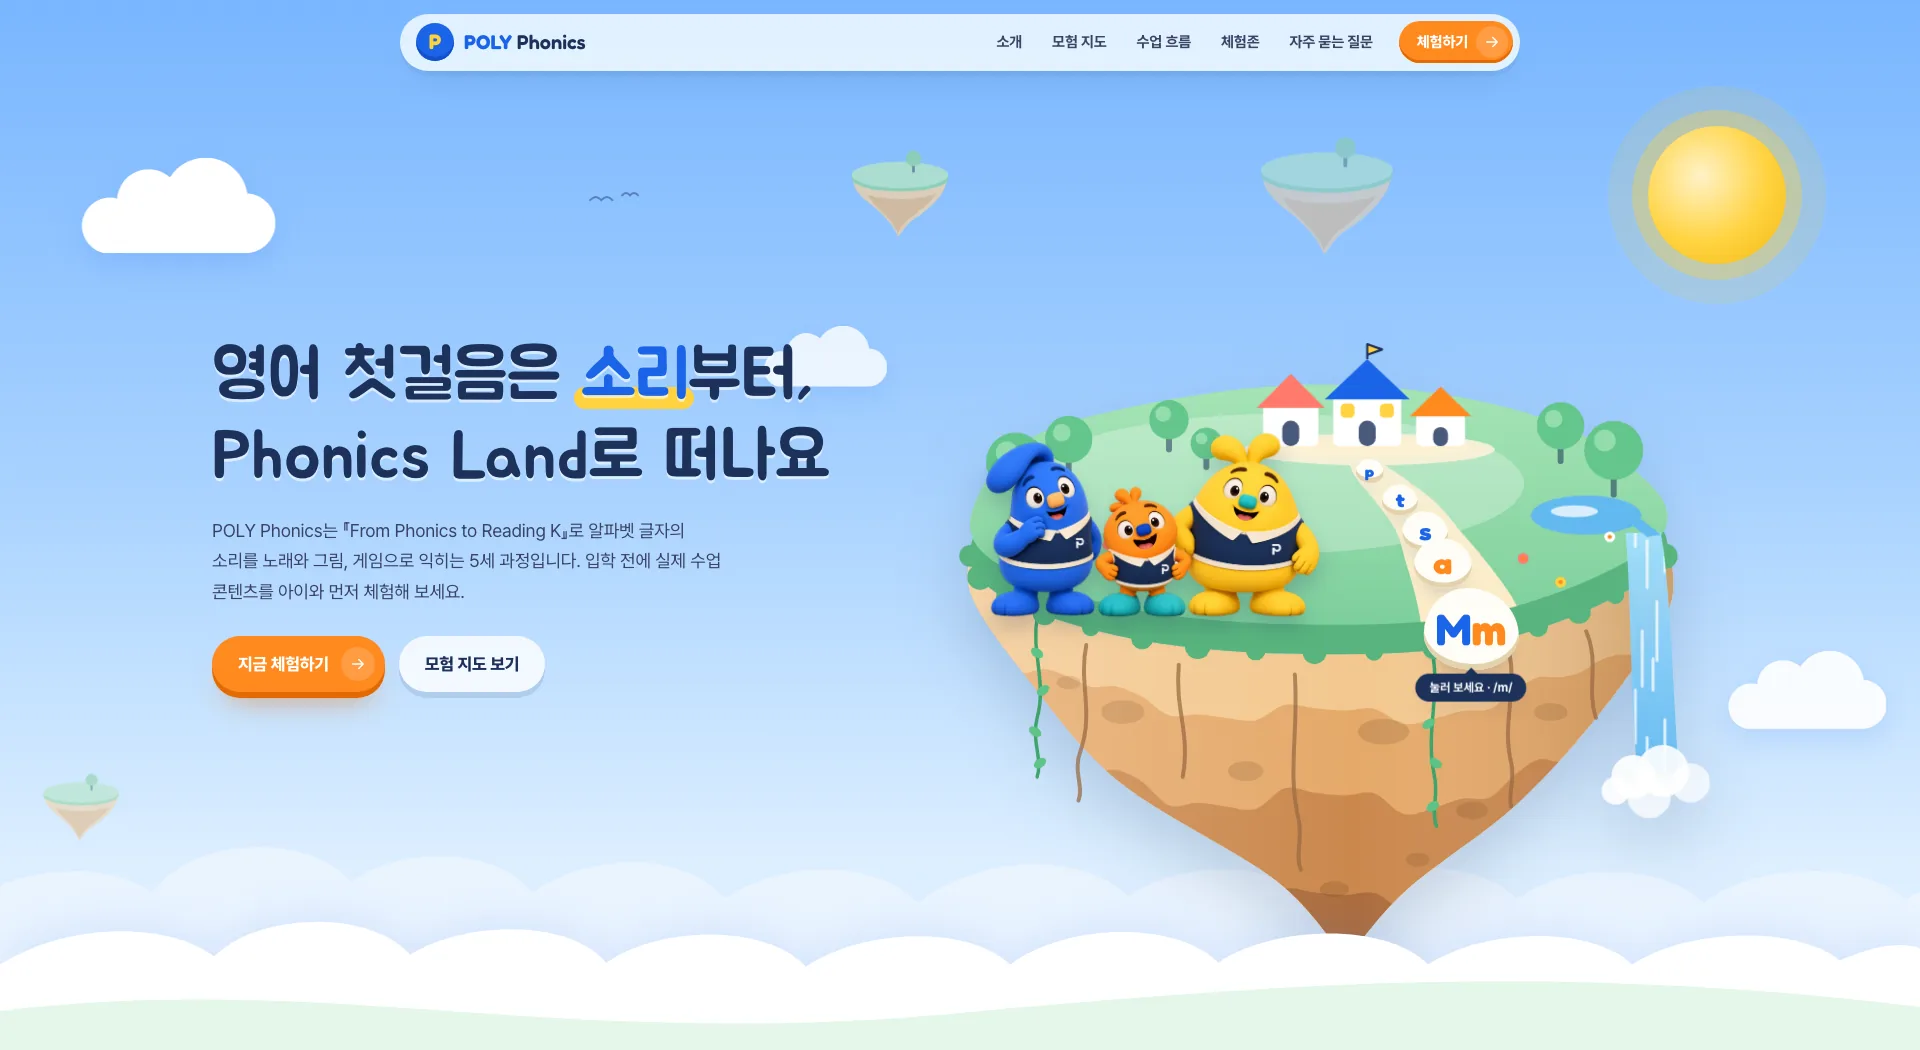 P POLY Phonics
소개 모험 지도 수업 흐름 체험존 자주 묻는 질문 체험하기 →
영어 첫걸음은 소리부터,
Phonics Land로 떠나요
POLY Phonics는 『From Phonics to Reading K』로 알파벳 글자의
소리를 노래와 그림, 게임으로 익히는 5세 과정입니다. 입학 전에 실제 수업
콘텐츠를 아이와 먼저 체험해 보세요.
지금 체험하기 →
모험 지도 보기
p
t
s
a
Mm
눌러 보세요 · /m/
P
P
P